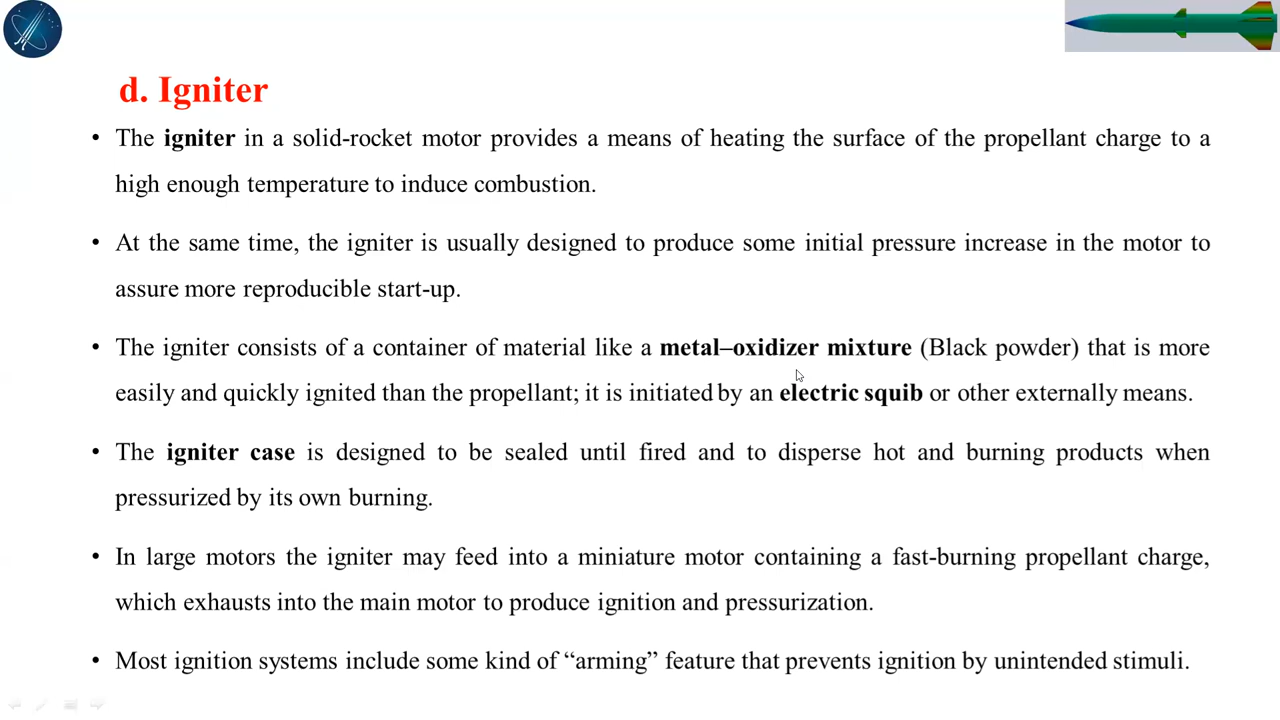 d. Igniter
• The igniter in a solid-rocket motor provides a means of heating the surface of the propellant charge to a
high enough temperature to induce combustion.
• At the same time, the igniter is usually designed to produce some initial pressure increase in the motor to
assure more reproducible start-up.
• The igniter consists of a container of material like a metal–oxidizer mixture (Black powder) that is more
easily and quickly ignited than the propellant; it is initiated by an electric squib or other externally means.
• The igniter case is designed to be sealed until fired and to disperse hot and burning products when
pressurized by its own burning.
• In large motors the igniter may feed into a miniature motor containing a fast-burning propellant charge,
which exhausts into the main motor to produce ignition and pressurization.
• Most ignition systems include some kind of “arming” feature that prevents ignition by unintended stimuli.